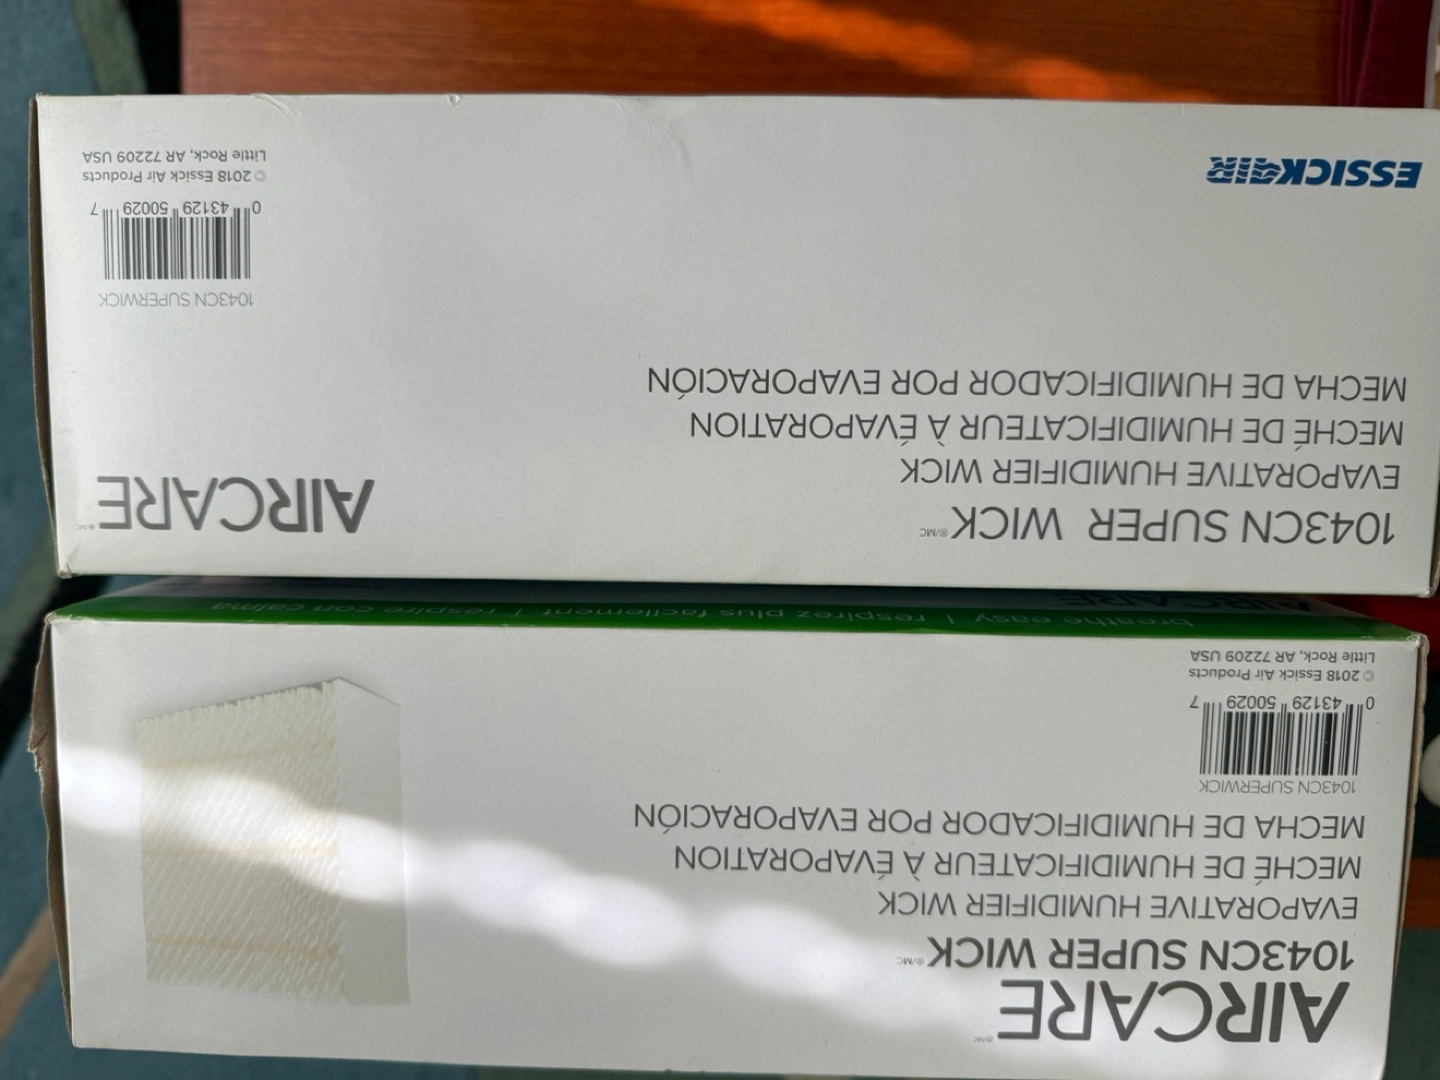 AIRCARE®/MC
1043CN SUPER WICK®/MC
EVAPORATIVE HUMIDIFIER WICK
MECHÉ DE HUMIDIFICATEUR À ÉVAPORATION
MECHA DE HUMIDIFICADOR POR EVAPORACIÓN
1043CN SUPERWICK
0 43129 50029 7
© 2018 Essick Air Products
Little Rock, AR 72209 USA
breathe easy | respirez plus facilement | respire con calma
AIRCARE
1043CN SUPER WICK®/MC
EVAPORATIVE HUMIDIFIER WICK
MECHÉ DE HUMIDIFICATEUR À ÉVAPORATION
MECHA DE HUMIDIFICADOR POR EVAPORACIÓN
ESSICKAIR
AIRCARE®/MC
1043CN SUPERWICK
0 43129 50029 7
© 2018 Essick Air Products
Little Rock, AR 72209 USA